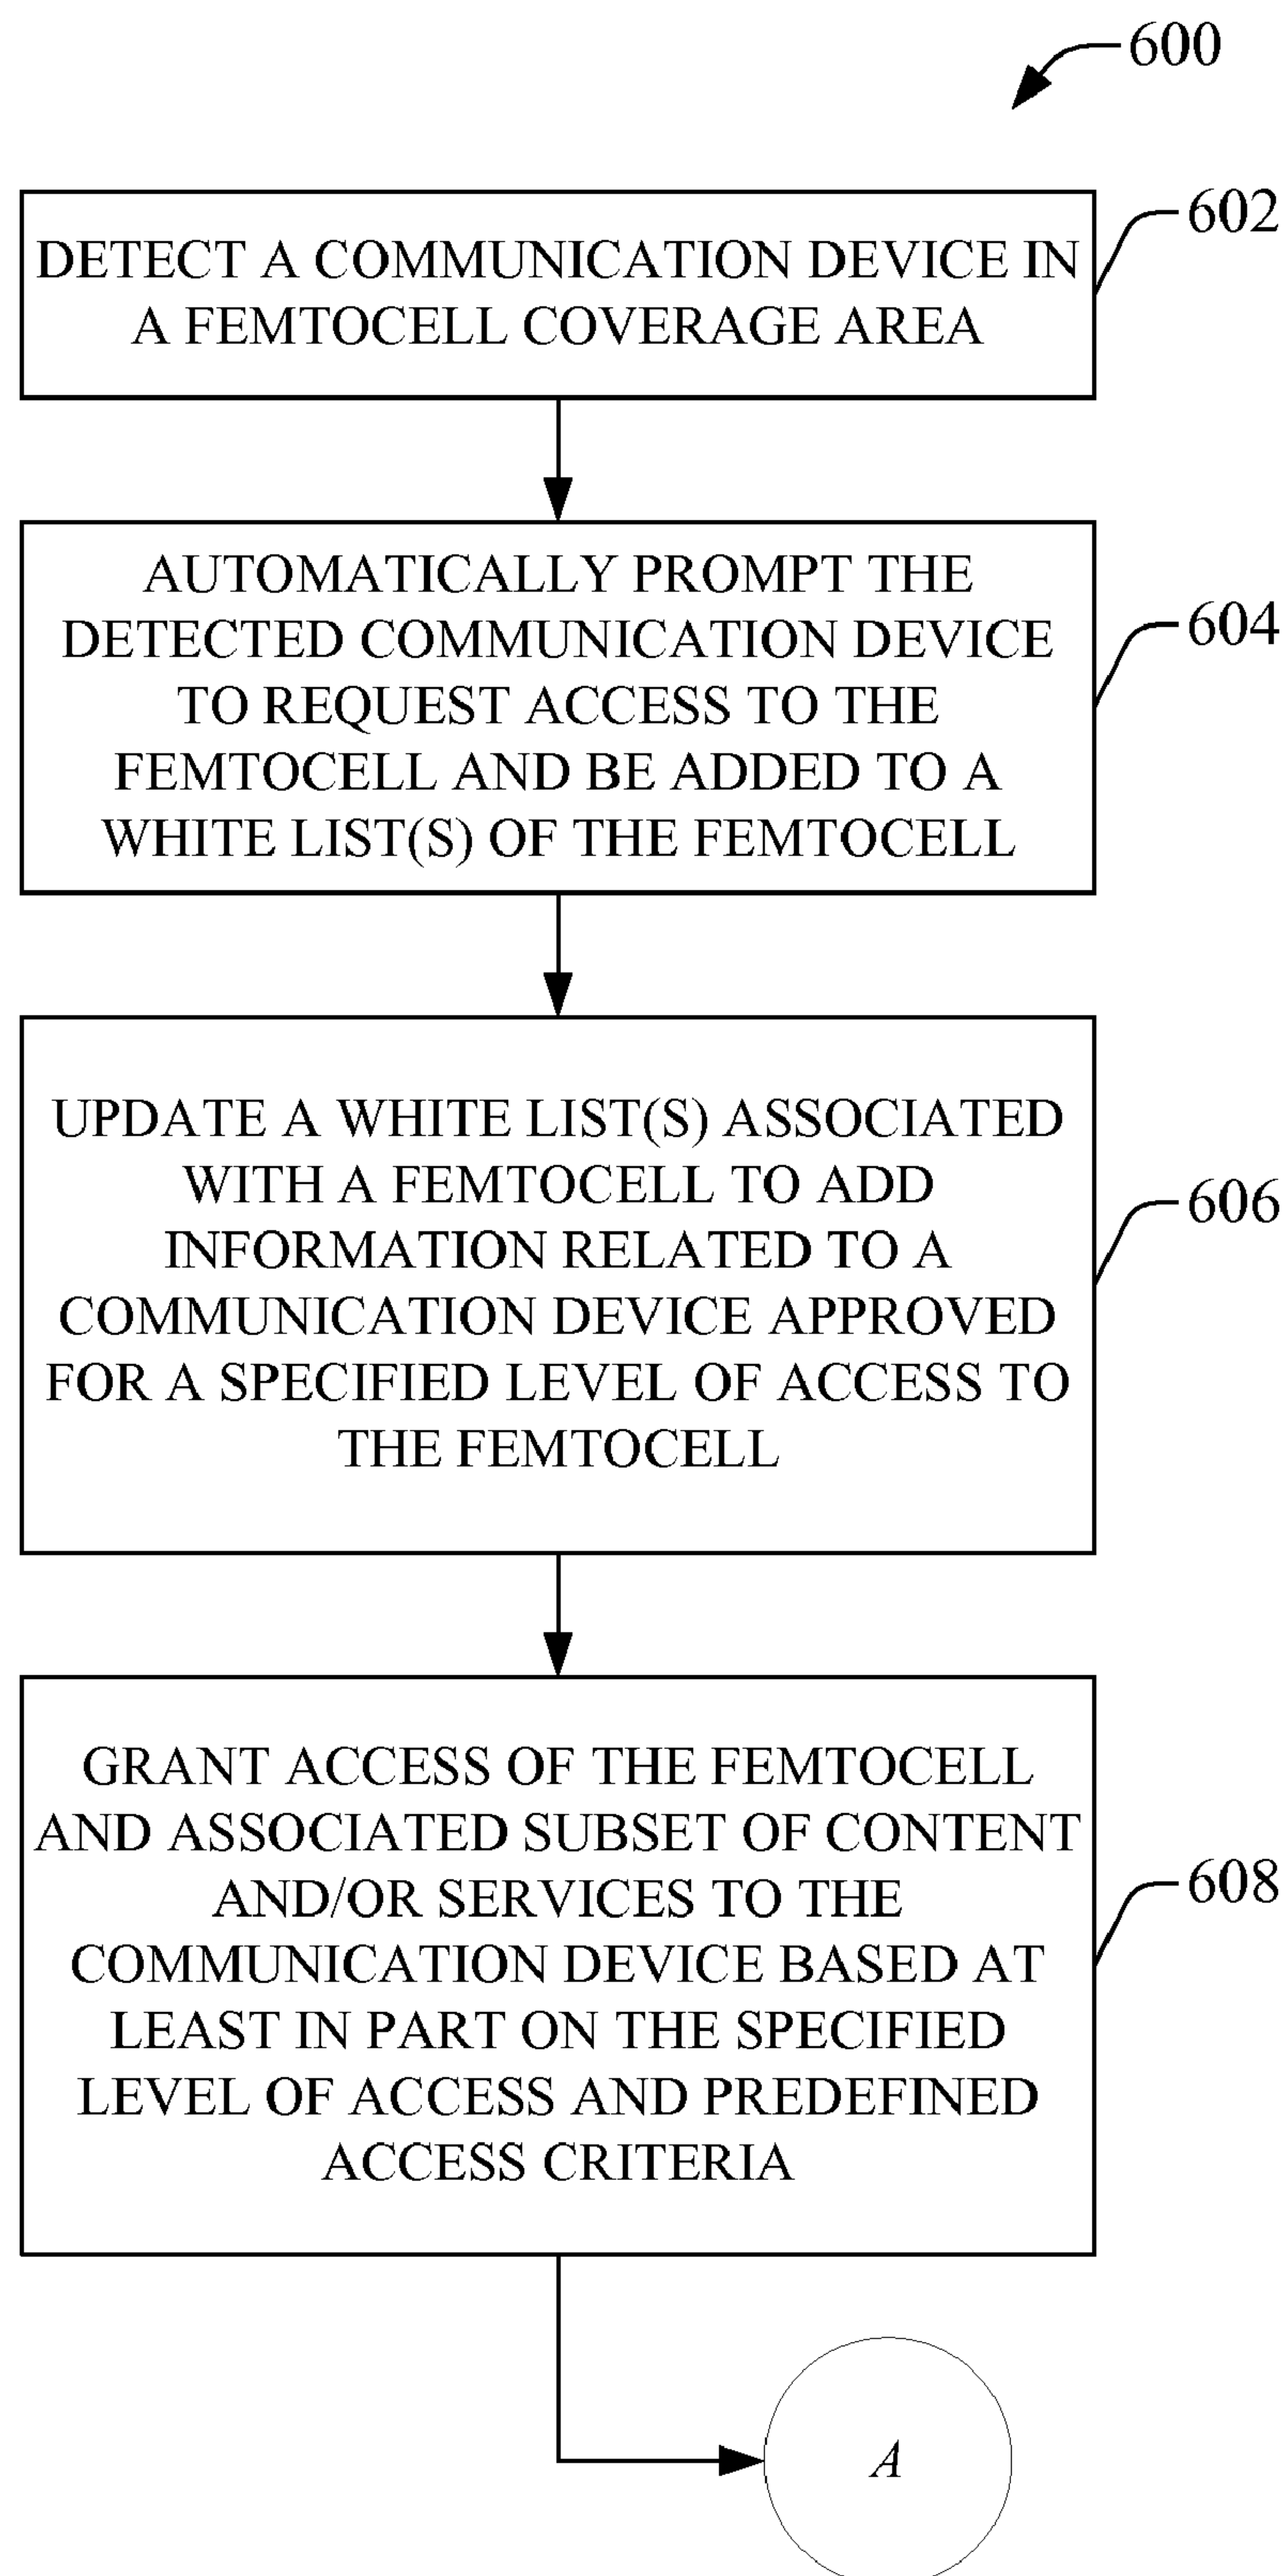 600
602
DETECT A COMMUNICATION DEVICE IN
A FEMTOCELL COVERAGE AREA
604
AUTOMATICALLY PROMPT THE
DETECTED COMMUNICATION DEVICE
TO REQUEST ACCESS TO THE
FEMTOCELL AND BE ADDED TO A
WHITE LIST(S) OF THE FEMTOCELL
606
UPDATE A WHITE LIST(S) ASSOCIATED
WITH A FEMTOCELL TO ADD
INFORMATION RELATED TO A
COMMUNICATION DEVICE APPROVED
FOR A SPECIFIED LEVEL OF ACCESS TO
THE FEMTOCELL
608
GRANT ACCESS OF THE FEMTOCELL
AND ASSOCIATED SUBSET OF CONTENT
AND/OR SERVICES TO THE
COMMUNICATION DEVICE BASED AT
LEAST IN PART ON THE SPECIFIED
LEVEL OF ACCESS AND PREDEFINED
ACCESS CRITERIA
A